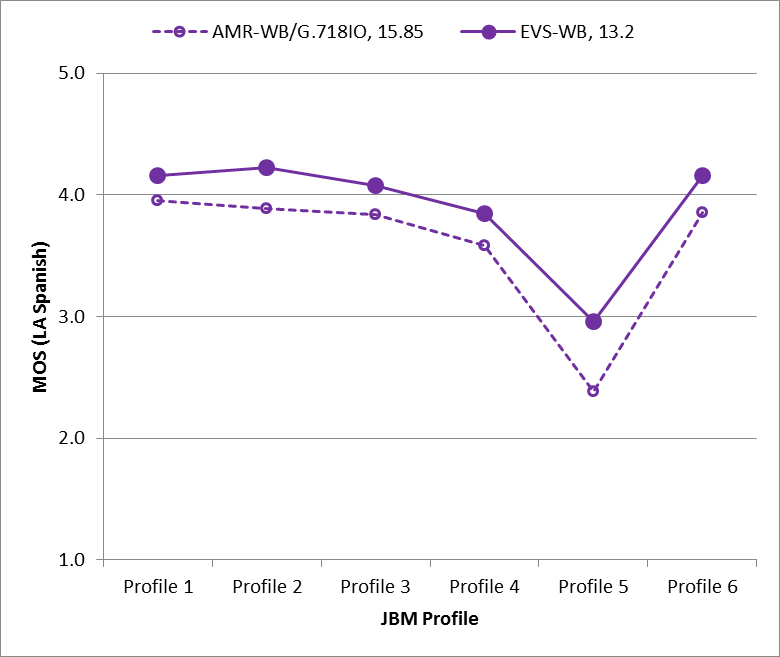 AMR-WB/G.718IO, 15.85
EVS-WB, 13.2
5.0
4.0
3.0
2.0
1.0
MOS (LA Spanish)
Profile 1
Profile 2
Profile 3
Profile 4
Profile 5
Profile 6
JBM Profile